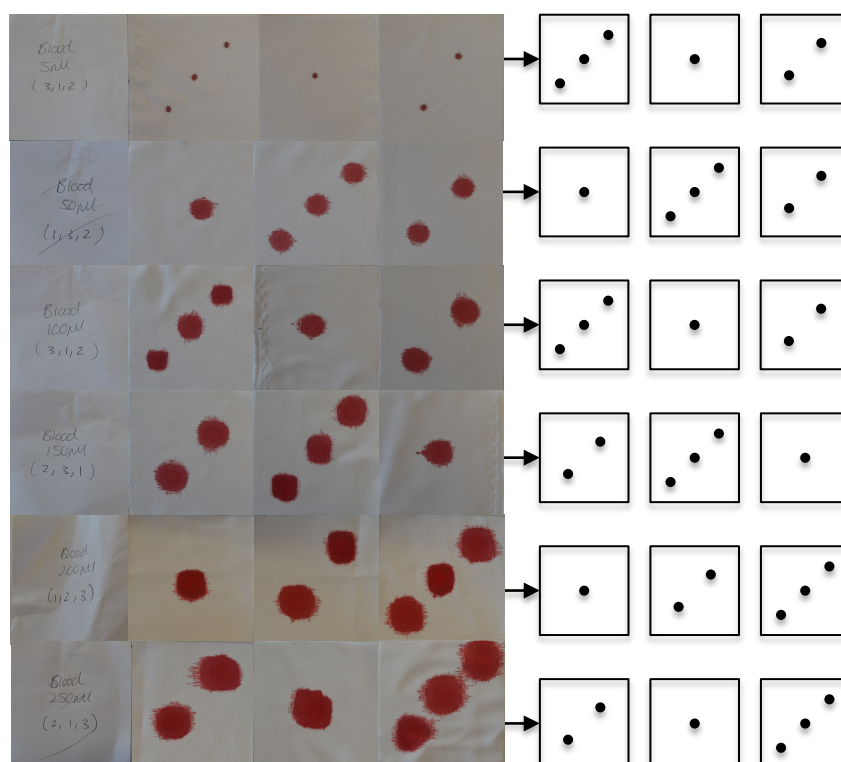 Blood
5μl
(3,1,2)
Blood
50μl
(1,3,2)
Blood
100μl
(3,1,2)
Blood
150μl
(2,3,1)
Blood
200μl
(1,2,3)
Blood
250μl
(2,1,3)